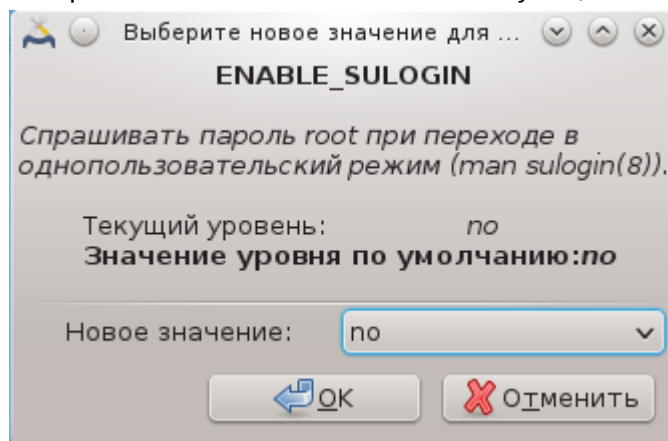 Выберите новое значение для ...
ENABLE_SULOGIN
Спрашивать пароль root при переходе в
однопользовательский режим (man sulogin(8)).
Текущий уровень: no
Значение уровня по умолчанию:no
Новое значение: no
OK Отменить